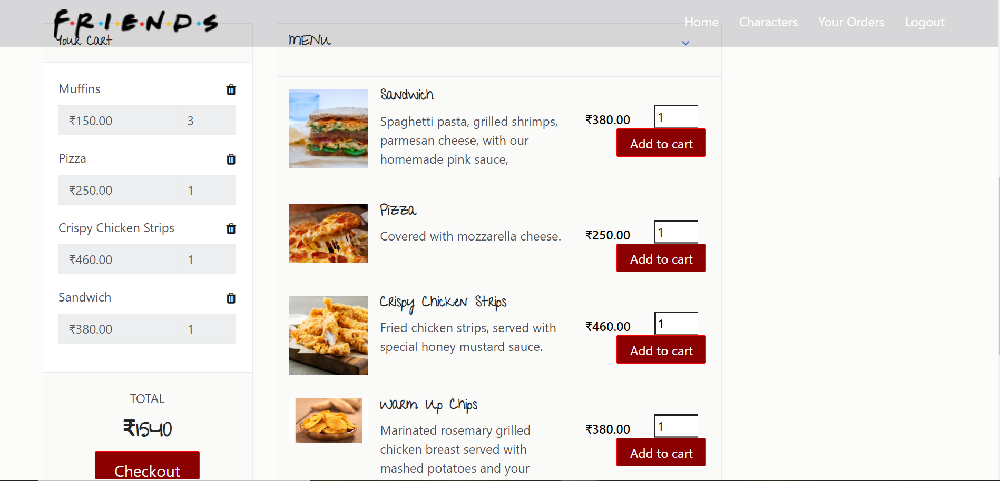 F•R•I•E•N•D•S
Home
Characters
Your Orders
Logout
Your Cart
Muffins
₹150.00
3
Pizza
₹250.00
1
Crispy Chicken Strips
₹460.00
1
Sandwich
₹380.00
1
TOTAL
₹1540
Checkout
MENU
Sandwich
Spaghetti pasta, grilled shrimps,
parmesan cheese, with our
homemade pink sauce,
₹380.00
1
Add to cart
Pizza
Covered with mozzarella cheese.
₹250.00
1
Add to cart
Crispy Chicken Strips
Fried chicken strips, served with
special honey mustard sauce.
₹460.00
1
Add to cart
Warm Up Chips
Marinated rosemary grilled
chicken breast served with
mashed potatoes and your
₹380.00
1
Add to cart